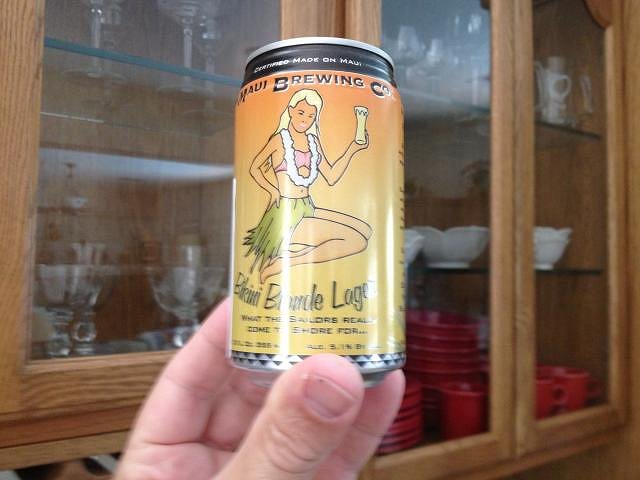 Certified Made on Maui
Maui Brewing Co.
Bikini Blonde Lager
What the Sailors Really
Come to Shore For...
Alc. 5.1% By